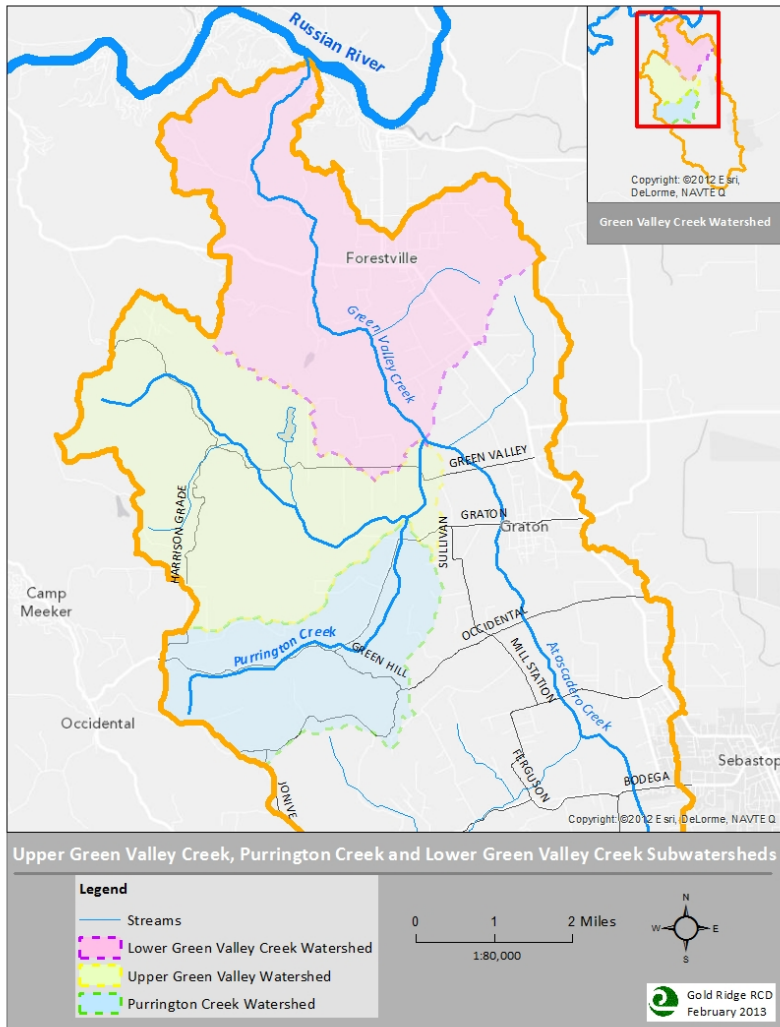 Russian River
Copyright: ©2012 Esri,
DeLorme, NAVTEQ
Green Valley Creek Watershed
Forestville
Green Valley Creek
GREEN VALLEY
HARRISON GRADE
SULLIVAN
GRATON
Graton
Camp
Meeker
OCCIDENTAL
Purrington Creek
GREEN HILL
MILL STATION
Atascadero Creek
Occidental
FERGUSON
Sebastop
BODEGA
JONIVE
Copyright: ©2012 Esri, DeLorme, NAVTEQ
Upper Green Valley Creek, Purrington Creek and Lower Green Valley Creek Subwatersheds
Legend
Streams
Lower Green Valley Creek Watershed
Upper Green Valley Watershed
Purrington Creek Watershed
0 1 2 Miles
1:80,000
N
W E
S
Gold Ridge RCD
February 2013